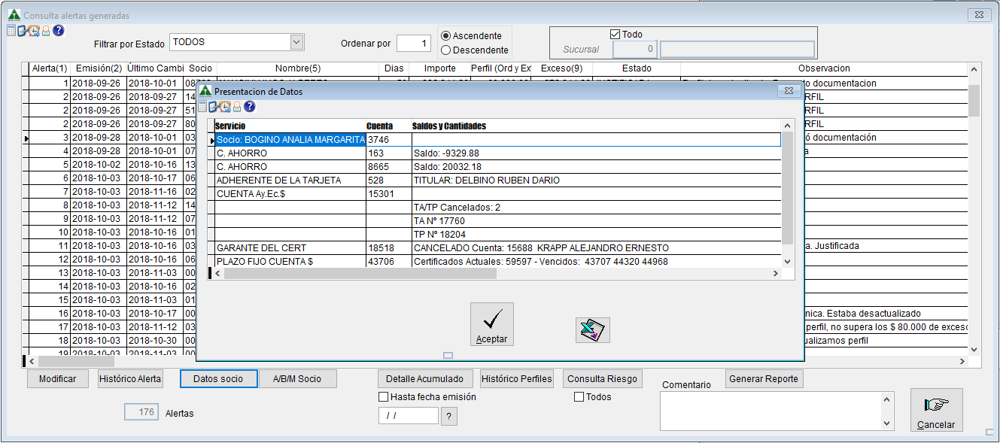 Consulta alertas generadas
Filtrar por Estado TODOS Ordenar por 1 Ascendente Descendente Todo Sucursal 0
Alerta(1) Emisión(2) Último Cambi Socio Nombre(5) Dias Importe Perfil (Ord y Ex Exceso(9) Estado Observacion
1 2018-09-26 2018-10-01 documentacion
2 2018-09-26 2018-09-27 14 RFIL
2 2018-09-26 2018-09-27 51 RFIL
2 2018-09-26 2018-09-27 80 RFIL
3 2018-09-28 2018-10-01 03 ó documentación
4 2018-09-28 2018-10-01 07 a
5 2018-10-02 2018-10-16 13
6 2018-10-03 2018-10-17 06
7 2018-10-03 2018-11-16 02
8 2018-10-03 2018-11-12 14
9 2018-10-03 2018-11-12 07
10 2018-10-03 2018-10-16 01
11 2018-10-03 2018-10-16 03 a. Justificada
12 2018-10-03 2018-10-16 06
13 2018-10-03 2018-11-03 00
14 2018-10-03 2018-10-16 02
15 2018-10-03 2018-11-03 01
16 2018-10-03 2018-10-17 00 nica. Estaba desactualizado
17 2018-10-03 2018-11-12 03 perfil, no supera los $ 80.000 de exceso
18 2018-10-03 2018-10-30 00 ualizamos perfil
19 2018-10-03 2018-11-03 00
Presentacion de Datos
Servicio Cuenta Saldos y Cantidades
Socio: BOGINO ANALIA MARGARITA 3746
C. AHORRO 163 Saldo: -9329.88
C. AHORRO 8665 Saldo: 20032.18
ADHERENTE DE LA TARJETA 528 TITULAR: DELBINO RUBEN DARIO
CUENTA Ay.Ec.$ 15301
TA/TP Cancelados: 2
TA Nº 17760
TP Nº 18204
GARANTE DEL CERT 18518 CANCELADO Cuenta: 15688 KRAPP ALEJANDRO ERNESTO
PLAZO FIJO CUENTA $ 43706 Certificados Actuales: 59597 - Vencidos: 43707 44320 44968
Aceptar
Modificar Histórico Alerta Datos socio A/B/M Socio Detalle Acumulado Histórico Perfiles Consulta Riesgo Generar Reporte
Comentario
Hasta fecha emisión Todos
176 Alertas
/ / ?
Cancelar